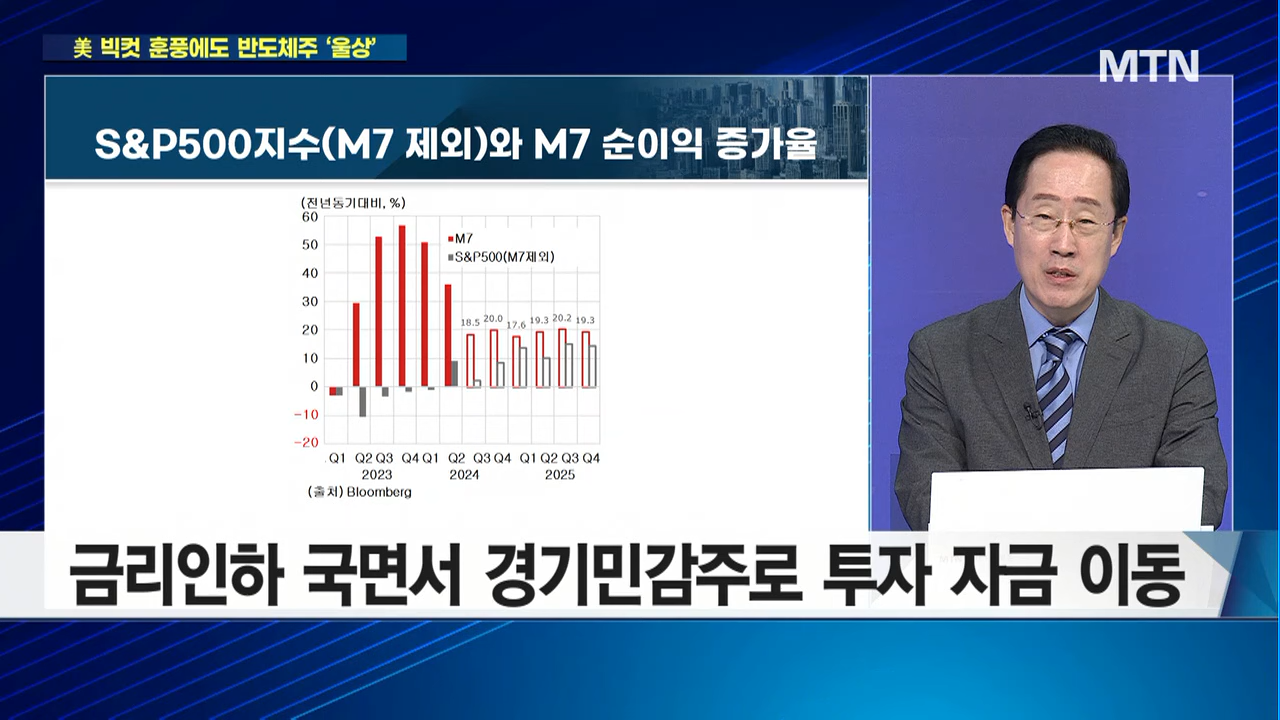 美 빅컷 훈풍에도 반도체주 ‘울상’
MTN
S&P500지수(M7 제외)와 M7 순이익 증가율
(전년동기대비, %)
60
50
40
30
20
10
0
-10
-20
M7
S&P500(M7제외)
18.5 20.0 17.6 19.3 20.2 19.3
Q1 Q2 Q3 Q4 Q1 Q2 Q3 Q4 Q1 Q2 Q3 Q4
2023 2024 2025
(출처) Bloomberg
금리인하 국면서 경기민감주로 투자 자금 이동